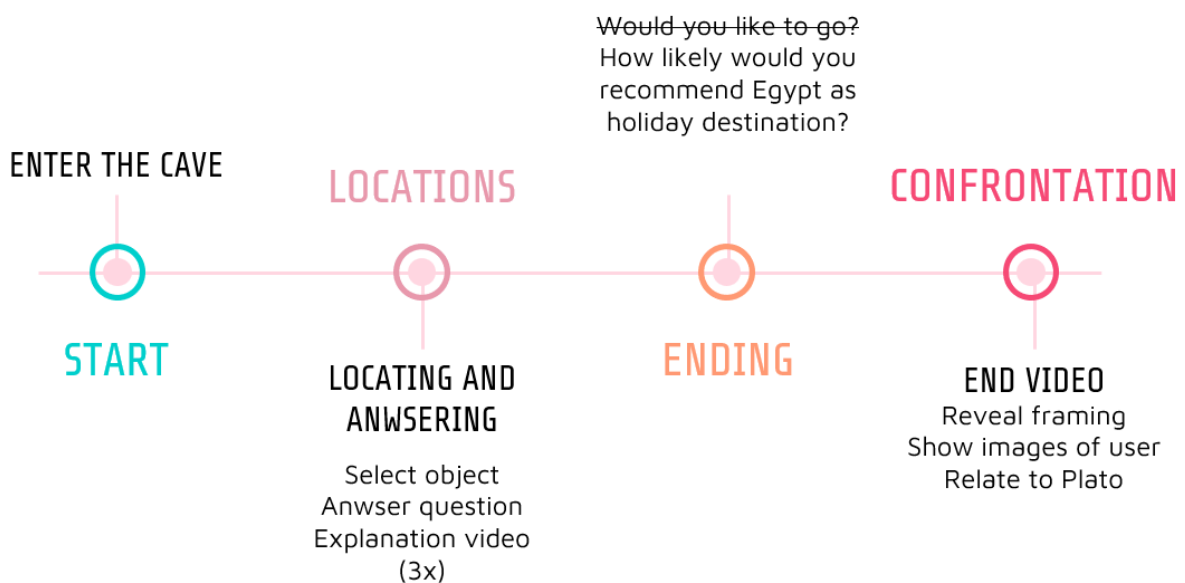 ENTER THE CAVE
START
LOCATIONS
LOCATING AND
ANWSERING
Select object
Anwser question
Explanation video
(3x)
Would you like to go?
How likely would you
recommend Egypt as
holiday destination?
ENDING
CONFRONTATION
END VIDEO
Reveal framing
Show images of user
Relate to Plato